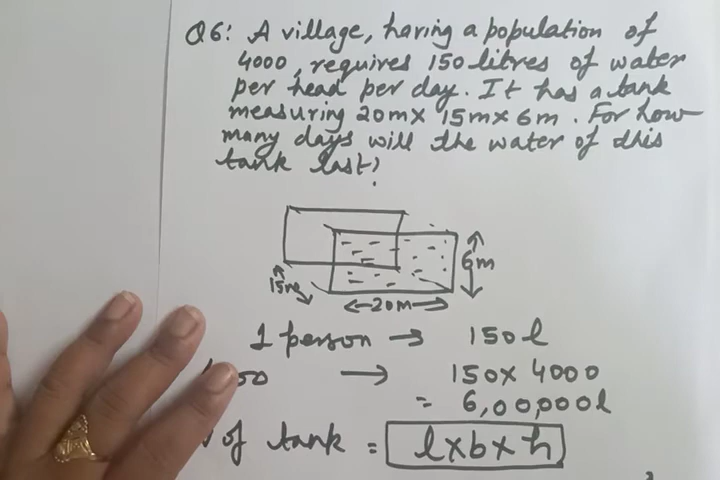 Q6: A village, having a population of
4000, requires 150 litres of water
per head per day. It has a tank
measuring 20m× 15m×6m. For how
many days will the water of this
tank last?
6m
15m
←20m→
1 person → 150l
→ 150× 4000
= 6,00,000l
of tank = l×b×h